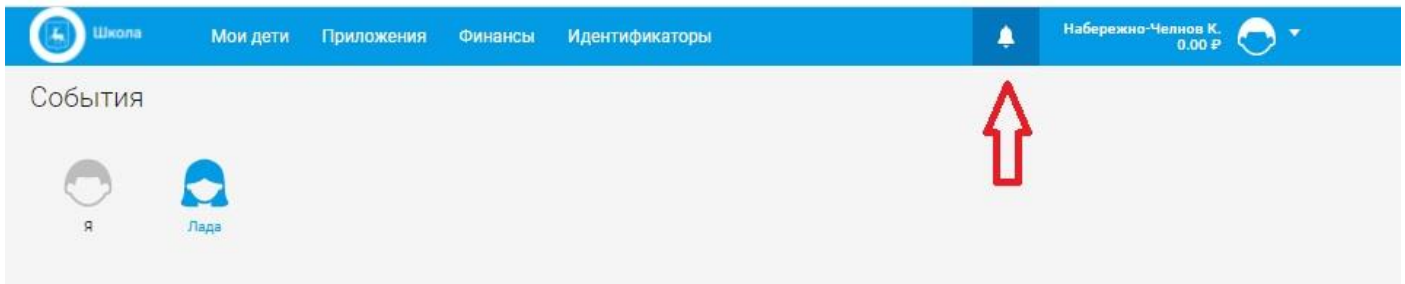 Школа
Мои дети Приложения Финансы Идентификаторы
Набережно-Челнов К.
0.00 ₽
События
Я Лада